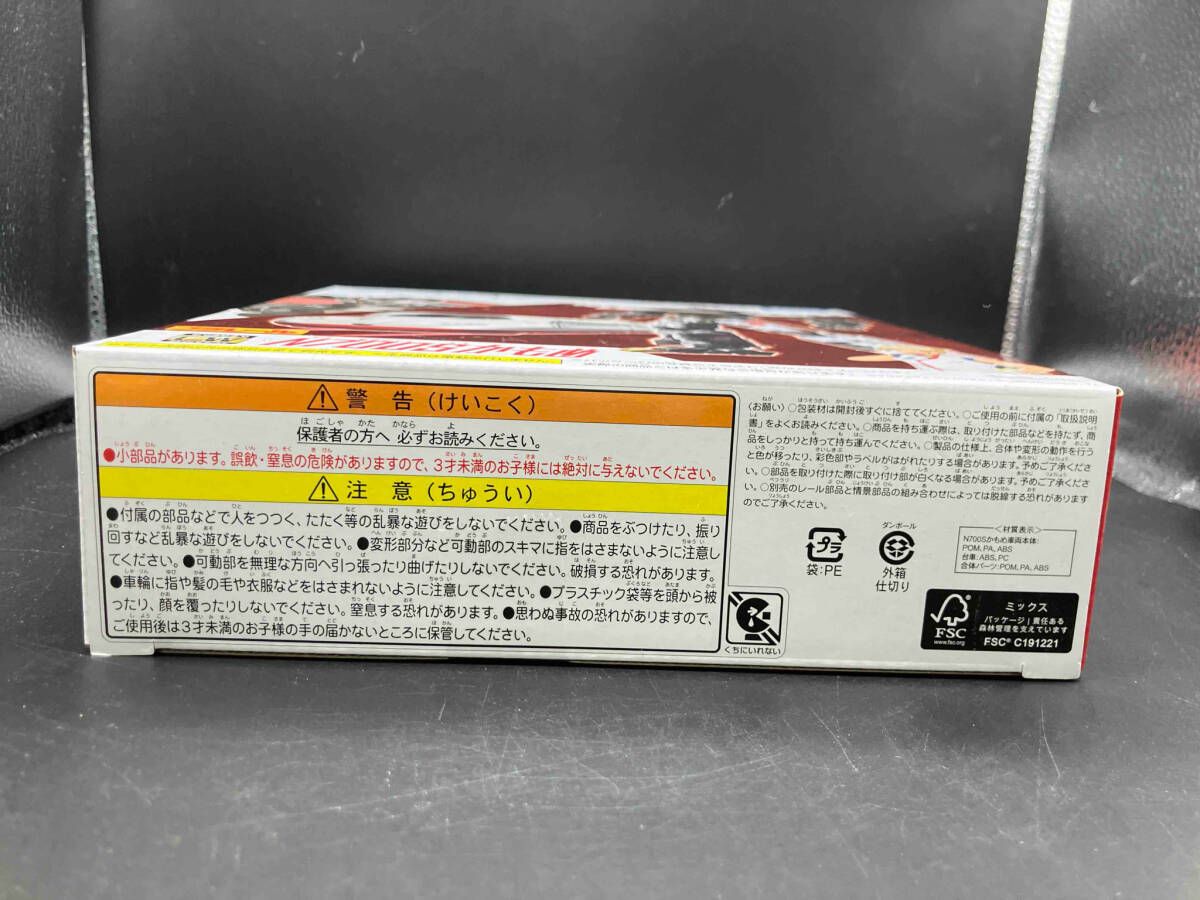 N700Sかもめ
警 告（けいこく）
保護者の方へ 必ずお読みください。
●小部品があります。誤飲・窒息の危険がありますので、3才未満のお子様には絶対に与えないでください。
注 意（ちゅうい）
●付属の部品などで人をつつく、たたく等の乱暴な遊びをしないでください。●商品をぶつけたり、振り
回すなど乱暴な遊びをしないでください。●変形部分など可動部のスキマに指をはさまないように注意し
てください。●可動部を無理な方向へ引っ張ったり曲げたりしないでください。破損する恐れがあります。
●車輪に指や髪の毛や衣服などをはさまれないように注意してください。●プラスチック袋等を頭から被
ったり、顔を覆ったりしないでください。窒息する恐れがあります。●思わぬ事故の恐れがありますので、
ご使用後は3才未満のお子様の手の届かないところに保管してください。
くちにいれない
(お願い)○包装材は開封後すぐに捨ててください。○ご使用の前に付属の「取扱説明
書」をよくお読みください。○商品を持ち運ぶ際は、取り付けた部品などを持たず、商
品をしっかりと持って持ち運んでください。○製品の仕様上、合体や変形の動作を行う
と色が移ったり、彩色部やラベルがはがれたりする場合があります。予めご了承くださ
い。○部品を取り付けた際に取り付け部が白くなる場合があります。予めご了承ください。
○別売のレール部品と情景部品の組み合わせによっては脱線する恐れがあります
のでご了承ください。
プラ
袋:PE
ダンボール
外箱
仕切り
＜材質表示＞
N700Sかもめ車両本体:
POM, PA, ABS
台車: ABS, PC
合体パーツ:POM, PA, ABS
FSC
www.fsc.org
ミックス
パッケージ｜責任ある
森林管理を支えています
FSC® C191221